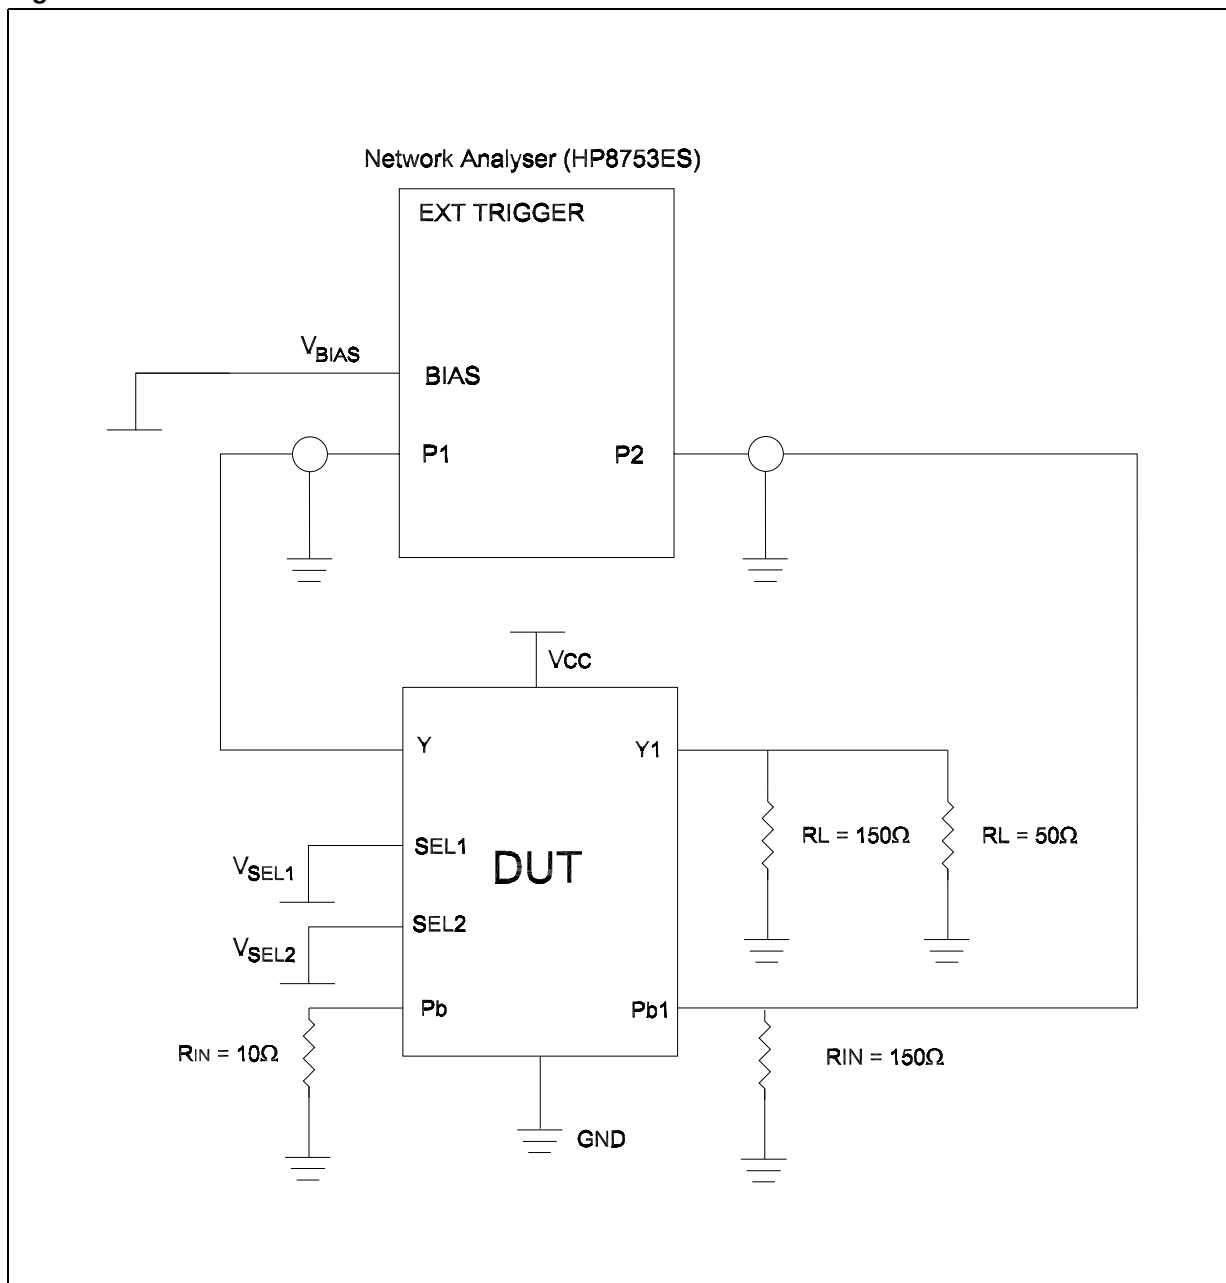 Network Analyser (HP8753ES)
EXT TRIGGER
VBIAS
BIAS
P1
P2
Vcc
Y
Y1
SEL1
DUT
RL = 150Ω
RL = 50Ω
VSEL1
SEL2
VSEL2
Pb
Pb1
RIN = 10Ω
RIN = 150Ω
GND